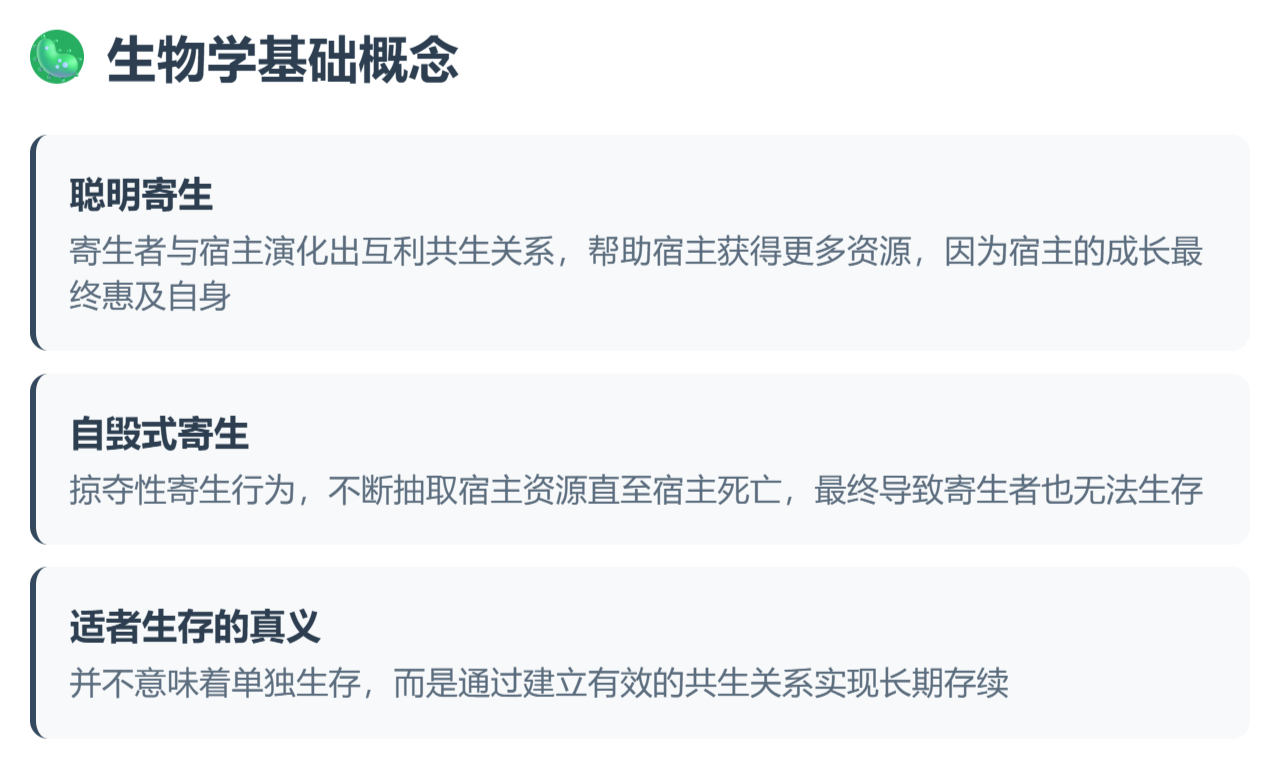 生物学基础概念
聪明寄生
寄生者与宿主演化出互利共生关系，帮助宿主获得更多资源，因为宿主的成长最
终惠及自身
自毁式寄生
掠夺性寄生行为，不断抽取宿主资源直至宿主死亡，最终导致寄生者也无法生存
适者生存的真义
并不意味着单独生存，而是通过建立有效的共生关系实现长期存续